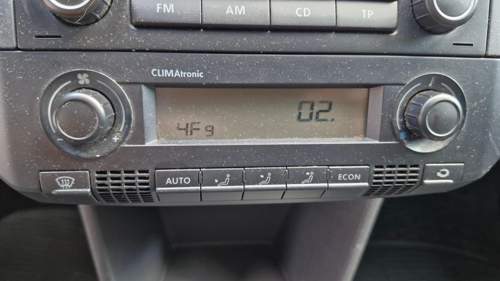 FM AM CD TP
CLIMAtronic
02.
4F9
AUTO ECON